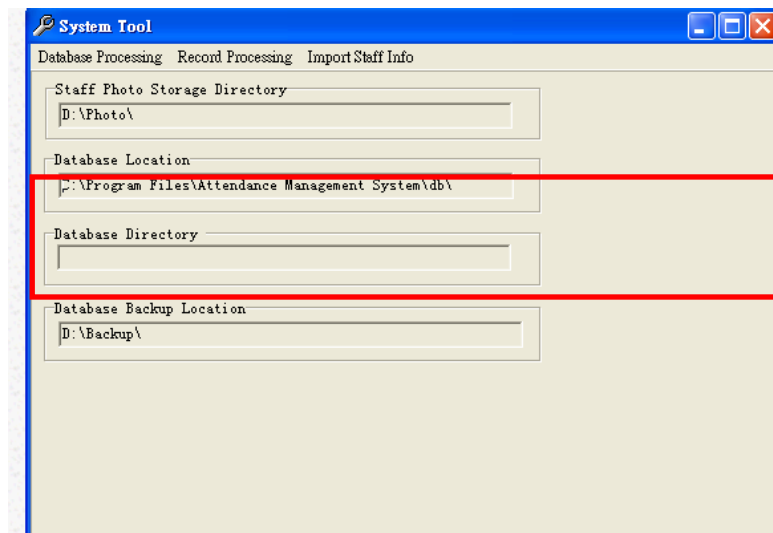 System Tool
Database Processing Record Processing Import Staff Info
Staff Photo Storage Directory
D:\Photo\
Database Location
C:\Program Files\Attendance Management System\db\
Database Directory
Database Backup Location
D:\Backup\